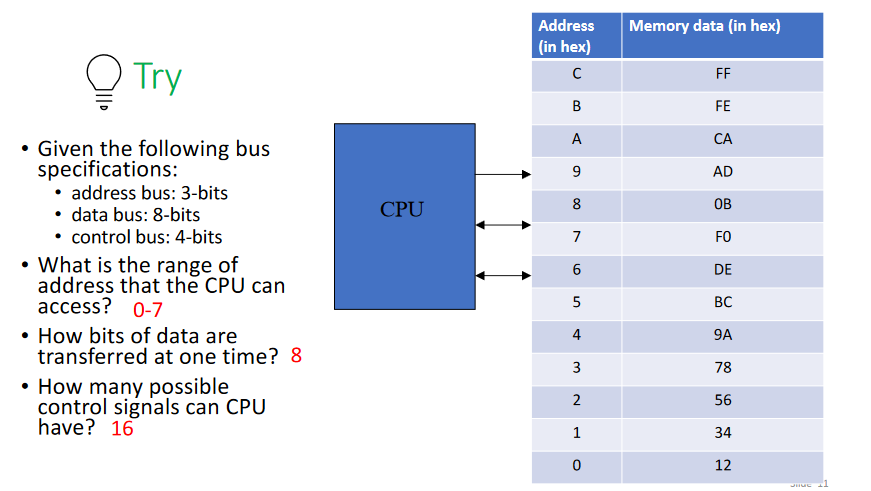 Try
• Given the following bus
specifications:
• address bus: 3-bits
• data bus: 8-bits
• control bus: 4-bits
• What is the range of
address that the CPU can
access? 0-7
• How bits of data are
transferred at one time? 8
• How many possible
control signals can CPU
have? 16
CPU
Address
(in hex) Memory data (in hex)
C FF
B FE
A CA
9 AD
8 0B
7 F0
6 DE
5 BC
4 9A
3 78
2 56
1 34
0 12
Slide 11